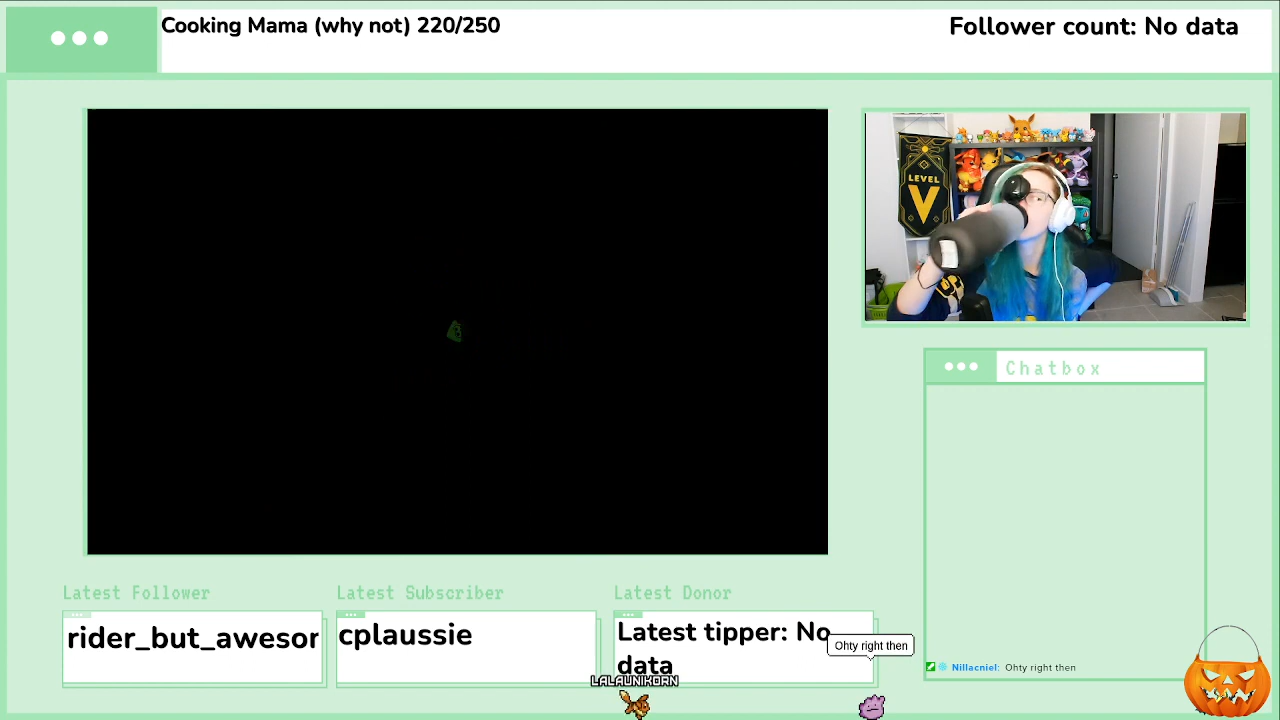 Cooking Mama (why not) 220/250
Follower count: No data
LEVEL
V
Chatbox
Latest Follower
Latest Subscriber
Latest Donor
rider_but_awesor
cplaussie
Latest tipper: No
data
Ohty right then
Nillacniel: Ohty right then
LALAUNIKORN